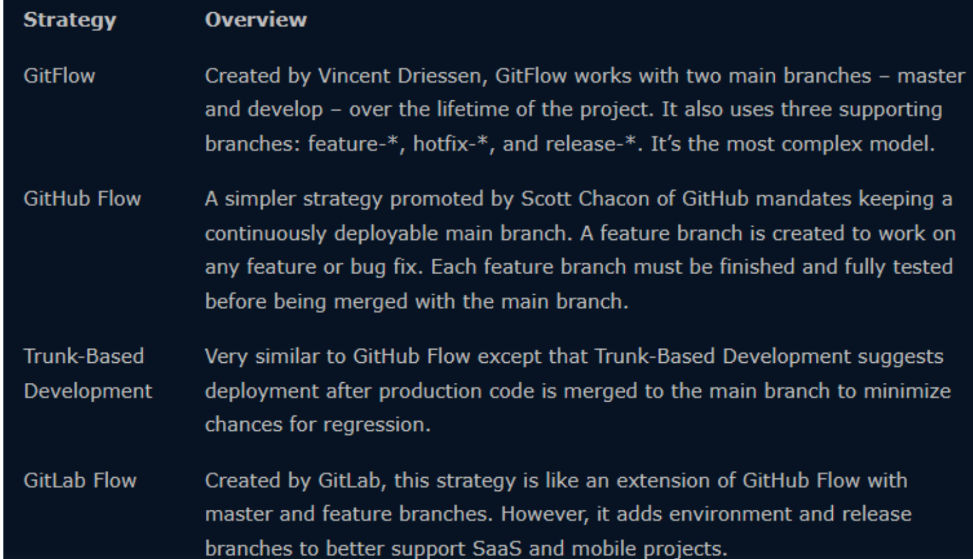 Strategy Overview
GitFlow Created by Vincent Driessen, GitFlow works with two main branches – master
and develop – over the lifetime of the project. It also uses three supporting
branches: feature-*, hotfix-*, and release-*. It’s the most complex model.
GitHub Flow A simpler strategy promoted by Scott Chacon of GitHub mandates keeping a
continuously deployable main branch. A feature branch is created to work on
any feature or bug fix. Each feature branch must be finished and fully tested
before being merged with the main branch.
Trunk-Based Very similar to GitHub Flow except that Trunk-Based Development suggests
Development deployment after production code is merged to the main branch to minimize
chances for regression.
GitLab Flow Created by GitLab, this strategy is like an extension of GitHub Flow with
master and feature branches. However, it adds environment and release
branches to better support SaaS and mobile projects.